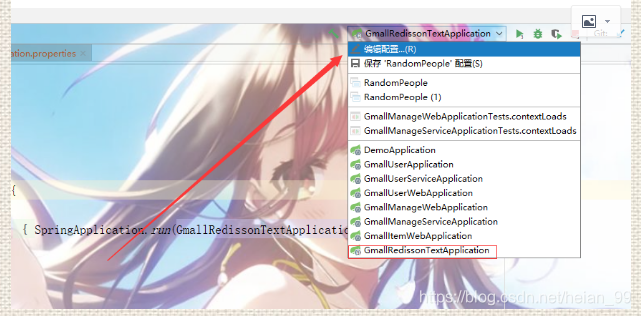 GmallRedissonTextApplication
Git:
ation.properties
编辑配置...(R)
保存 'RandomPeople' 配置(S)
RandomPeople
RandomPeople (1)
GmallManageWebApplicationTests.contextLoads
GmallManageServiceApplicationTests.contextLoads
DemoApplication
GmallUserApplication
GmallUserServiceApplication
GmallUserWebApplication
GmallManageWebApplication
GmallManageServiceApplication
GmallItemWebApplication
GmallRedissonTextApplication
{
{ SpringApplication.run(GmallRedissonTextApplicatio
https://blog.csdn.net/heian_99